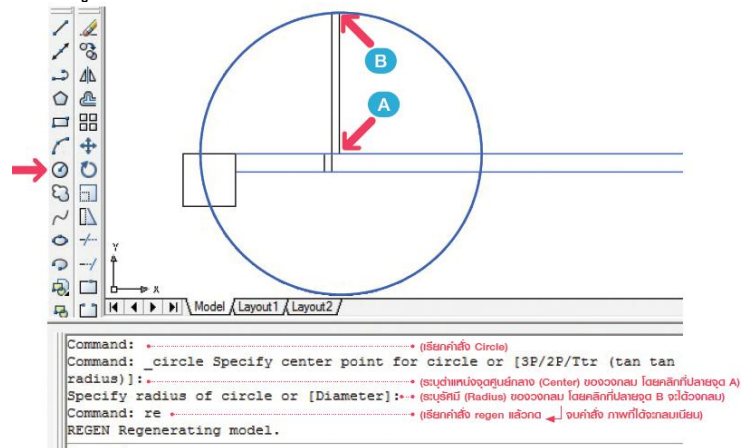 B
A
Y
X
Model Layout1 Layout2
Command: (เรียกคำสั่ง Circle)
Command: _circle Specify center point for circle or [3P/2P/Ttr (tan tan
radius)]: (ระบุตำแหน่งจุดศูนย์กลาง (Center) ของวงกลม โดยคลิกที่ปลายจุด A)
Specify radius of circle or [Diameter]: (ระบุรัศมี (Radius) ของวงกลม โดยคลิกที่ปลายจุด B จะได้วงกลม)
Command: re (เรียกคำสั่ง regen แล้วกด จบคำสั่ง ภาพที่ได้จะกลมเนียน)
REGEN Regenerating model.